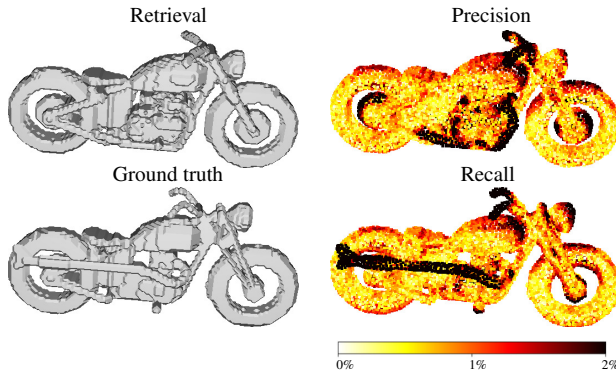 Retrieval
Precision
Ground truth
Recall
0%
1%
2%